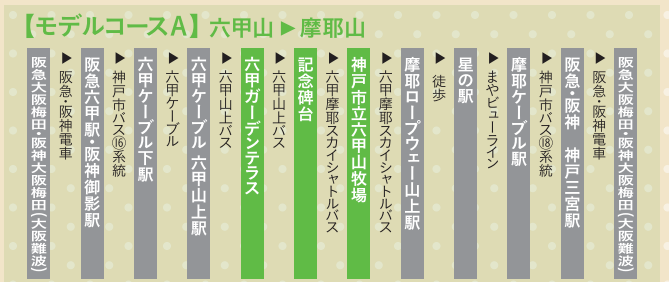 【モデルコースA】六甲山▶摩耶山
阪急大阪梅田・阪神大阪梅田(大阪難波)
▶阪急・阪神電車
阪急六甲駅・阪神御影駅
▶神戸市バス⑯系統
六甲ケーブル下駅
▶六甲ケーブル
六甲ケーブル 六甲山上駅
▶六甲山上バス
六甲ガーデンテラス
▶六甲山上バス
記念碑台
▶六甲摩耶スカイシャトルバス
神戸市立六甲山牧場
▶六甲摩耶スカイシャトルバス
摩耶ロープウェー山上駅
▶徒歩
星の駅
▶まやビューライン
摩耶ケーブル駅
▶神戸市バス⑱系統
阪急・阪神 神戸三宮駅
▶阪急・阪神電車
阪急大阪梅田・阪神大阪梅田(大阪難波)